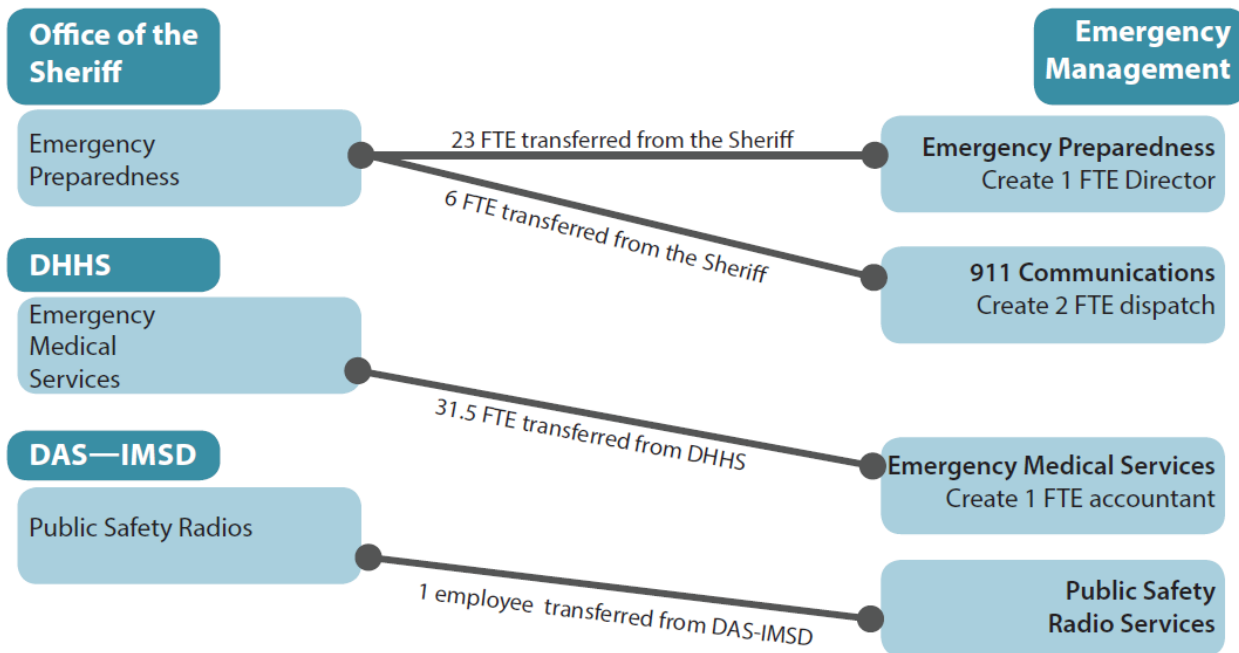 Office of the
Sheriff
Emergency
Management
Emergency
Preparedness
23 FTE transferred from the Sheriff
6 FTE transferred from the Sheriff
Emergency Preparedness
Create 1 FTE Director
911 Communications
Create 2 FTE dispatch
DHHS
Emergency
Medical
Services
31.5 FTE transferred from DHHS
Emergency Medical Services
Create 1 FTE accountant
DAS—IMSD
Public Safety Radios
1 employee  transferred from DAS-IMSD
Public Safety
Radio Services